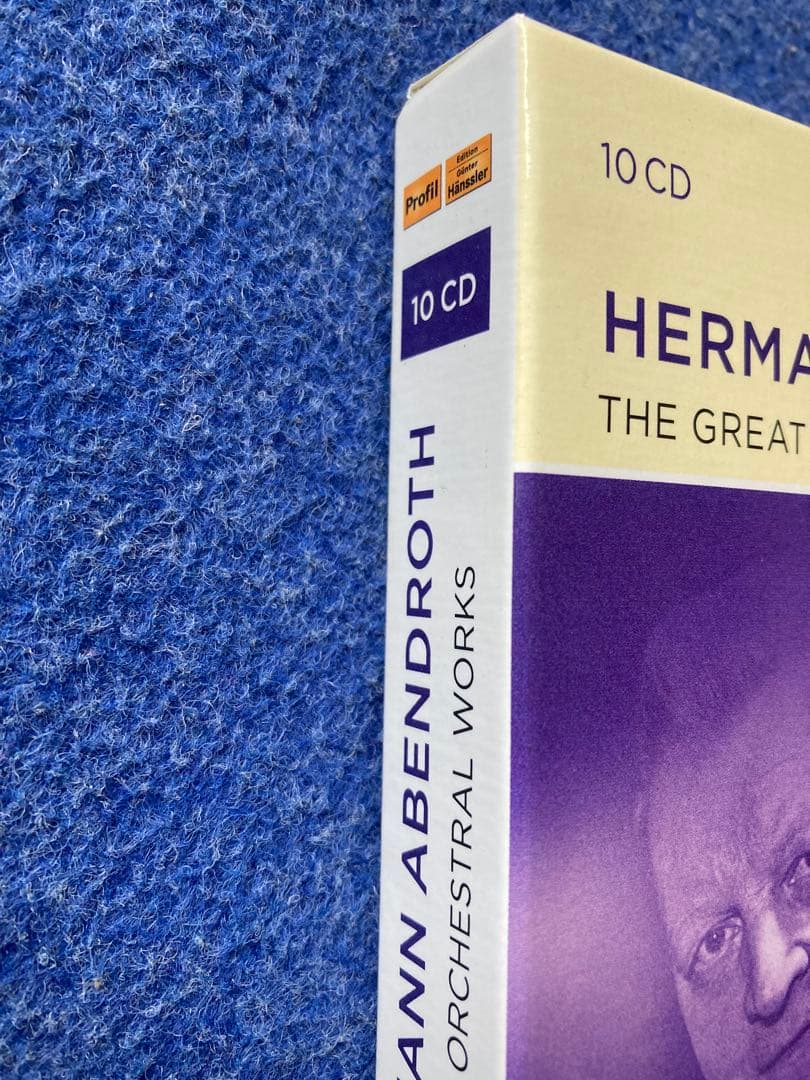 Profil
Edition
Günter
Hänssler
10 CD
ANN ABENDROTH
ORCHESTRAL WORKS
10 CD
HERMA
THE GREAT